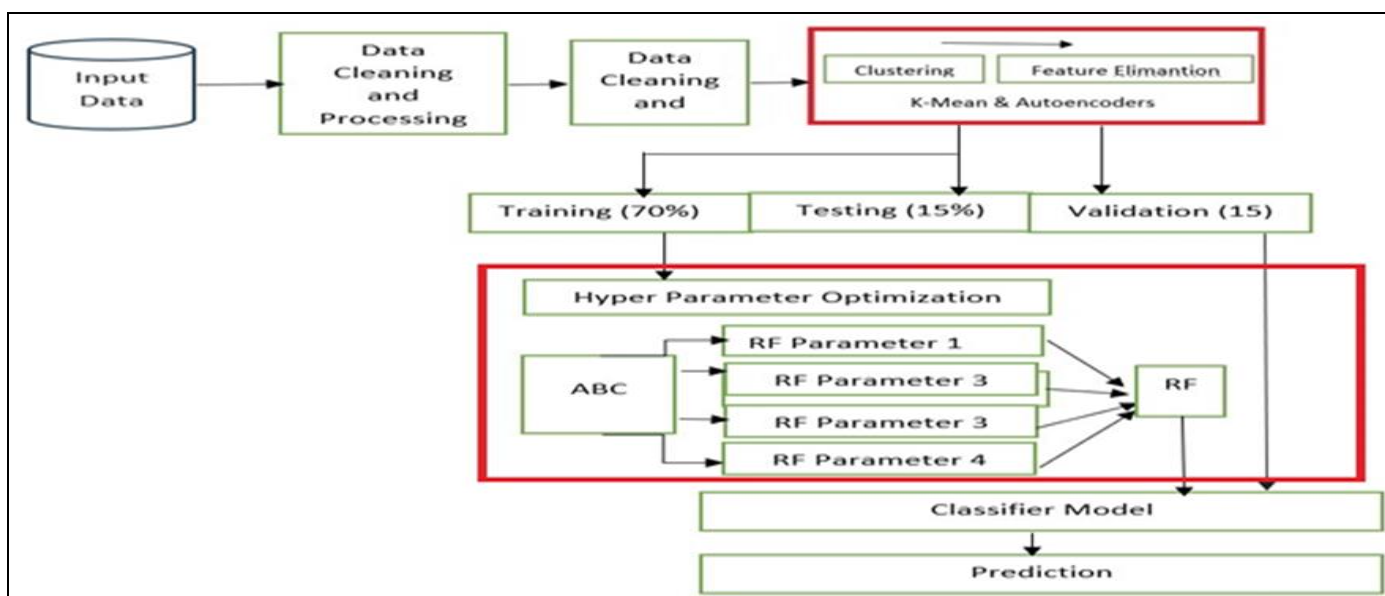 Input
Data
Data
Cleaning
and
Processing
Data
Cleaning
and
Clustering
Feature Elimantion
K-Mean & Autoencoders
Training (70%)
Testing (15%)
Validation (15)
Hyper Parameter Optimization
ABC
RF Parameter 1
RF Parameter 3
RF Parameter 3
RF Parameter 4
RF
Classifier Model
Prediction